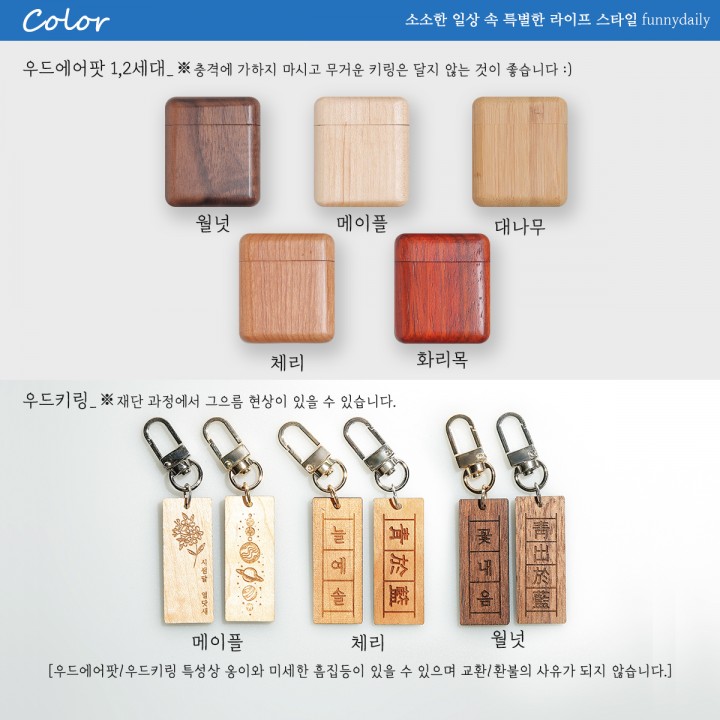 Color
소소한 일상 속 특별한 라이프 스타일 funnydaily
우드에어팟 1,2세대_ ※충격에 가하지 마시고 무거운 키링은 달지 않는 것이 좋습니다 :)
월넛
메이플
대나무
체리
화리목
우드키링_ ※재단 과정에서 그으름 현상이 있을 수 있습니다.
지원달
열닷새
늘예솔
靑於藍
꽃내음
靑出於藍
메이플
체리
월넛
[우드에어팟/우드키링 특성상 옹이와 미세한 흠집등이 있을 수 있으며 교환/환불의 사유가 되지 않습니다.]